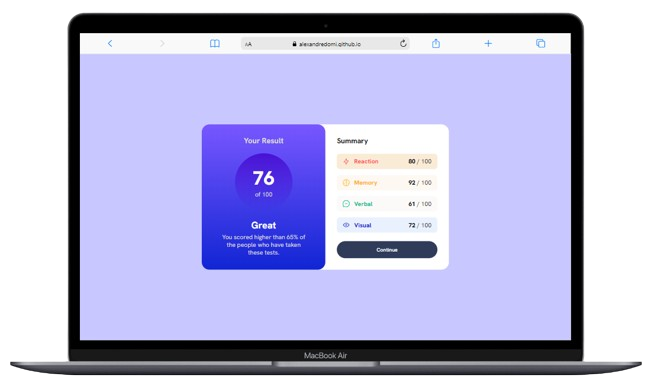 AA
alexandredomi.github.io
Your Result
Summary
76
of 100
Great
You scored higher than 65% of
the people who have taken
these tests.
Reaction 80 / 100
Memory 92 / 100
Verbal 61 / 100
Visual 72 / 100
Continue
MacBook Air